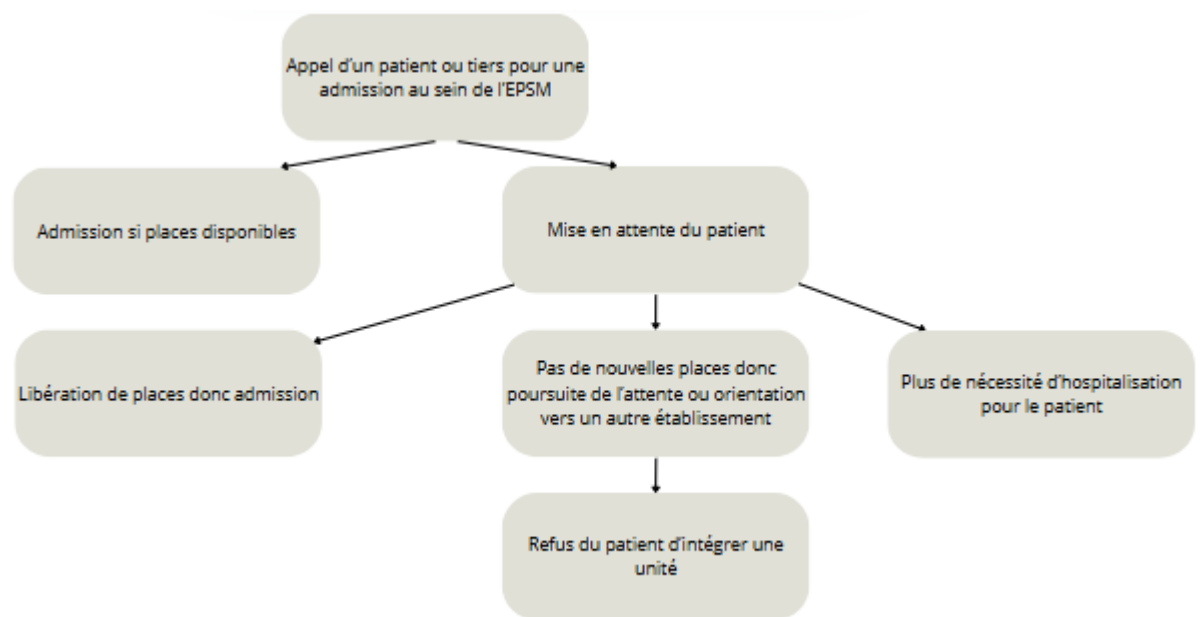 Appel d'un patient ou tiers pour une
admission au sein de l'EPSM
Admission si places disponibles
Mise en attente du patient
Libération de places donc admission
Pas de nouvelles places donc
poursuite de l'attente ou orientation
vers un autre établissement
Plus de nécessité d'hospitalisation
pour le patient
Refus du patient d'intégrer une
unité